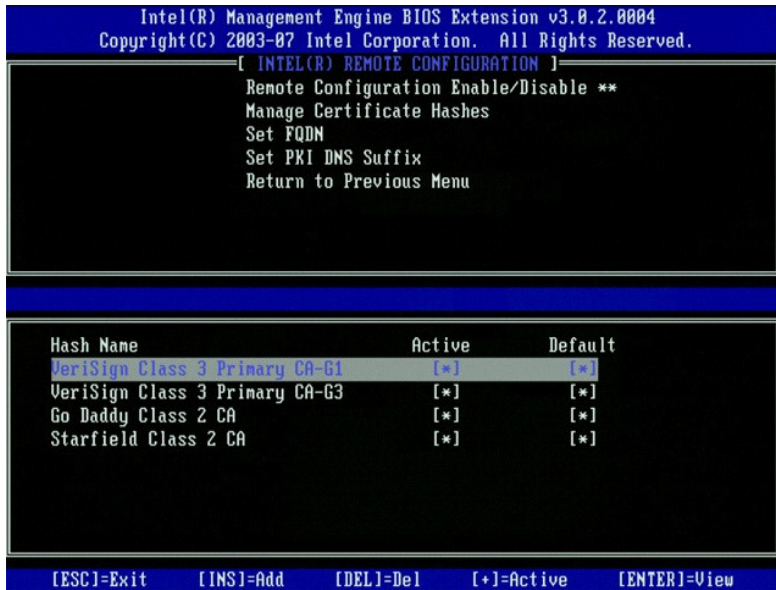 Intel(R) Management Engine BIOS Extension v3.0.2.0004
Copyright(C) 2003-07 Intel Corporation. All Rights Reserved.
[ INTEL(R) REMOTE CONFIGURATION ]
Remote Configuration Enable/Disable **
Manage Certificate Hashes
Set FQDN
Set PKI DNS Suffix
Return to Previous Menu
Hash Name Active Default
VeriSign Class 3 Primary CA-G1 [*] [*]
VeriSign Class 3 Primary CA-G3 [*] [*]
Go Daddy Class 2 CA [*] [*]
Starfield Class 2 CA [*] [*]
[ESC]=Exit [INS]=Add [DEL]=Del [+]=Active [ENTER]=View